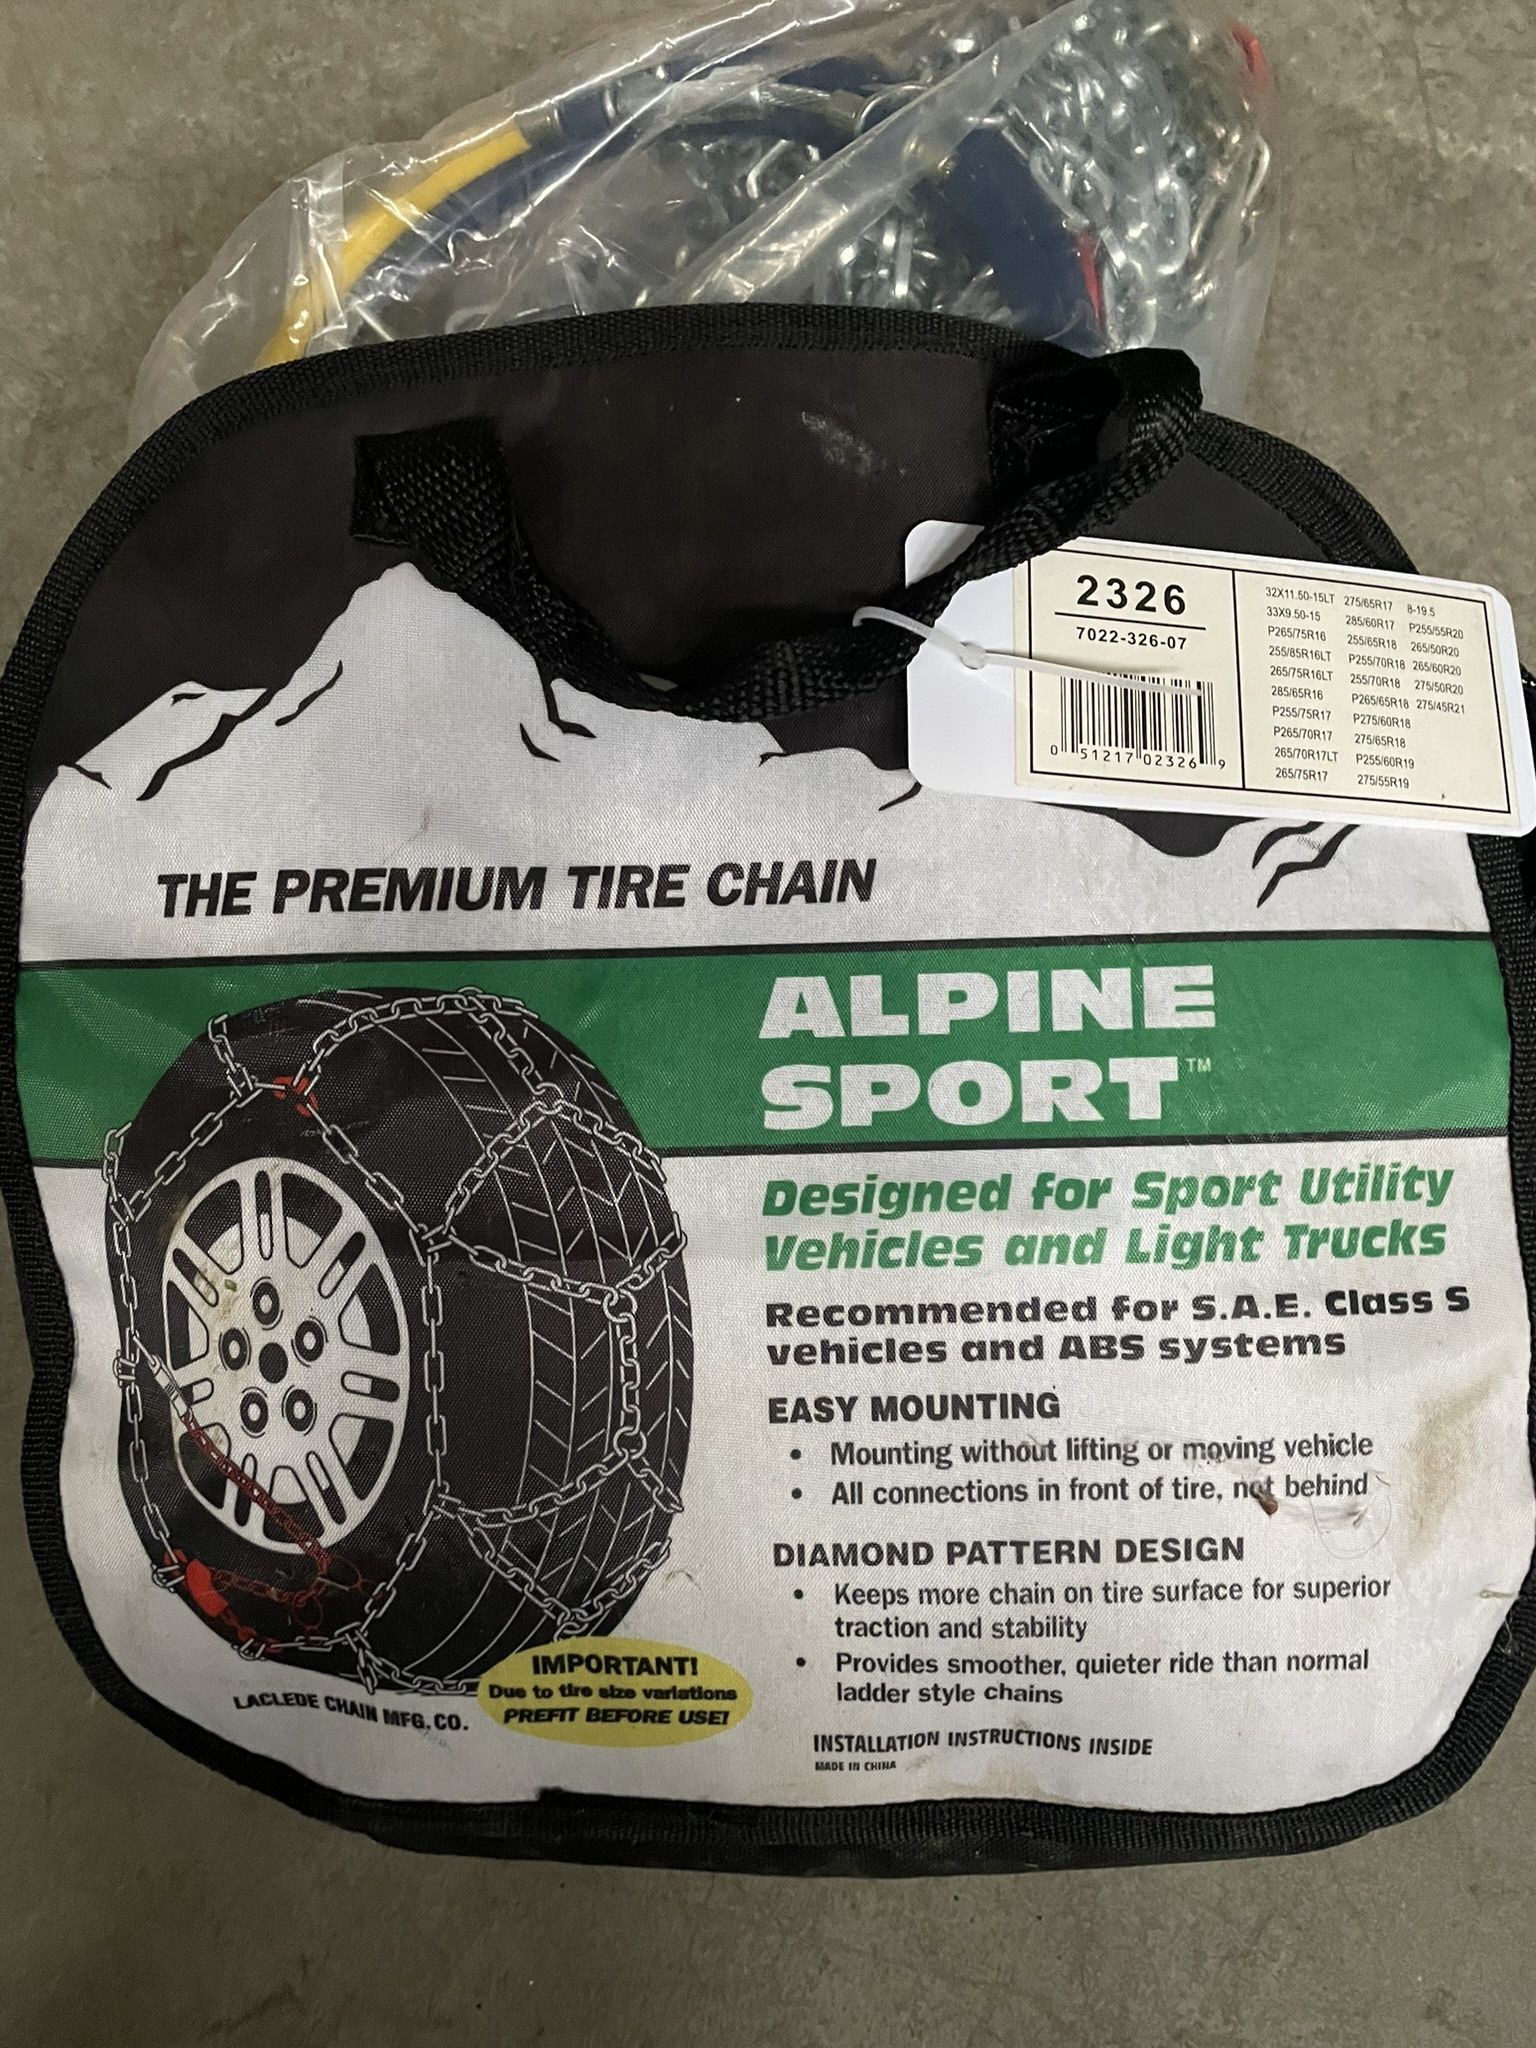 2326
7022-326-07
0 51217 02326 9
32X11.50-15LT 275/65R17 8-19.5
33X9.50-15 285/60R17 P255/55R20
P265/75R16 255/65R18 265/50R20
255/85R16LT P255/70R18 265/60R20
265/75R16LT 255/70R18 275/50R20
285/65R16 P265/65R18 275/45R21
P255/75R17 P275/60R18
P265/70R17 275/65R18
265/70R17LT P255/60R19
265/75R17 275/55R19
THE PREMIUM TIRE CHAIN
ALPINE
SPORT™
Designed for Sport Utility
Vehicles and Light Trucks
Recommended for S.A.E. Class S
vehicles and ABS systems
EASY MOUNTING
• Mounting without lifting or moving vehicle
• All connections in front of tire, not behind
DIAMOND PATTERN DESIGN
• Keeps more chain on tire surface for superior
traction and stability
• Provides smoother, quieter ride than normal
ladder style chains
IMPORTANT!
Due to tire size variations
PREFIT BEFORE USE!
LACLEDE CHAIN MFG. CO.
INSTALLATION INSTRUCTIONS INSIDE
MADE IN CHINA